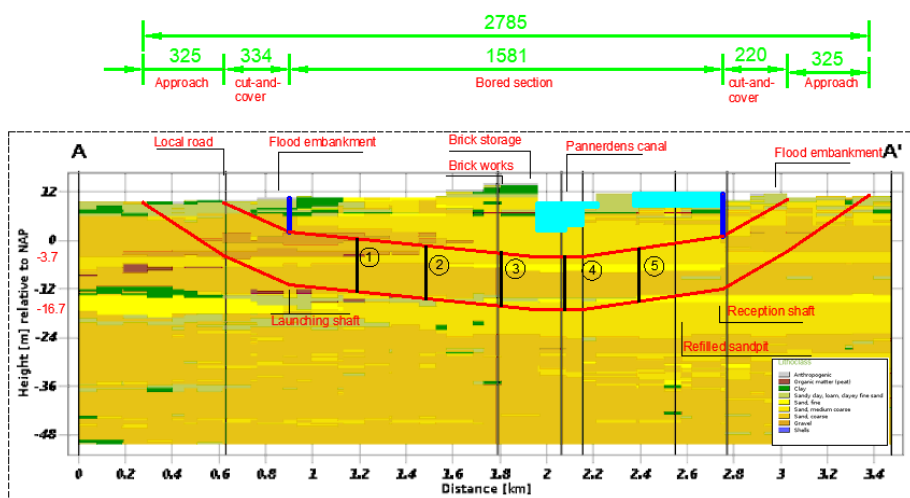 2785
325
334
1581
220
325
Approach
cut-and-
cover
Bored section
cut-and-
cover
Approach
A
Local road
Flood embankment
Brick storage
Brick works
Pannerdens canal
Flood embankment
A'
12
0
-3.7
-12
-16.7
-28
-36
-48
Height [m] relative to NAP
1
2
3
4
5
Launching shaft
Reception shaft
Refilled sandpit
Lithoclass
Anthropogenic
Organic matter (peat)
Clay
Sandy clay, loam, clayey fine sand
Sand, fine
Sand, medium coarse
Sand, coarse
Gravel
Shells
0 0.2 0.4 0.6 0.8 1 1.2 1.4 1.6 1.8 2 2.2 2.4 2.6 2.8 3 3.2 3.4
Distance [km]